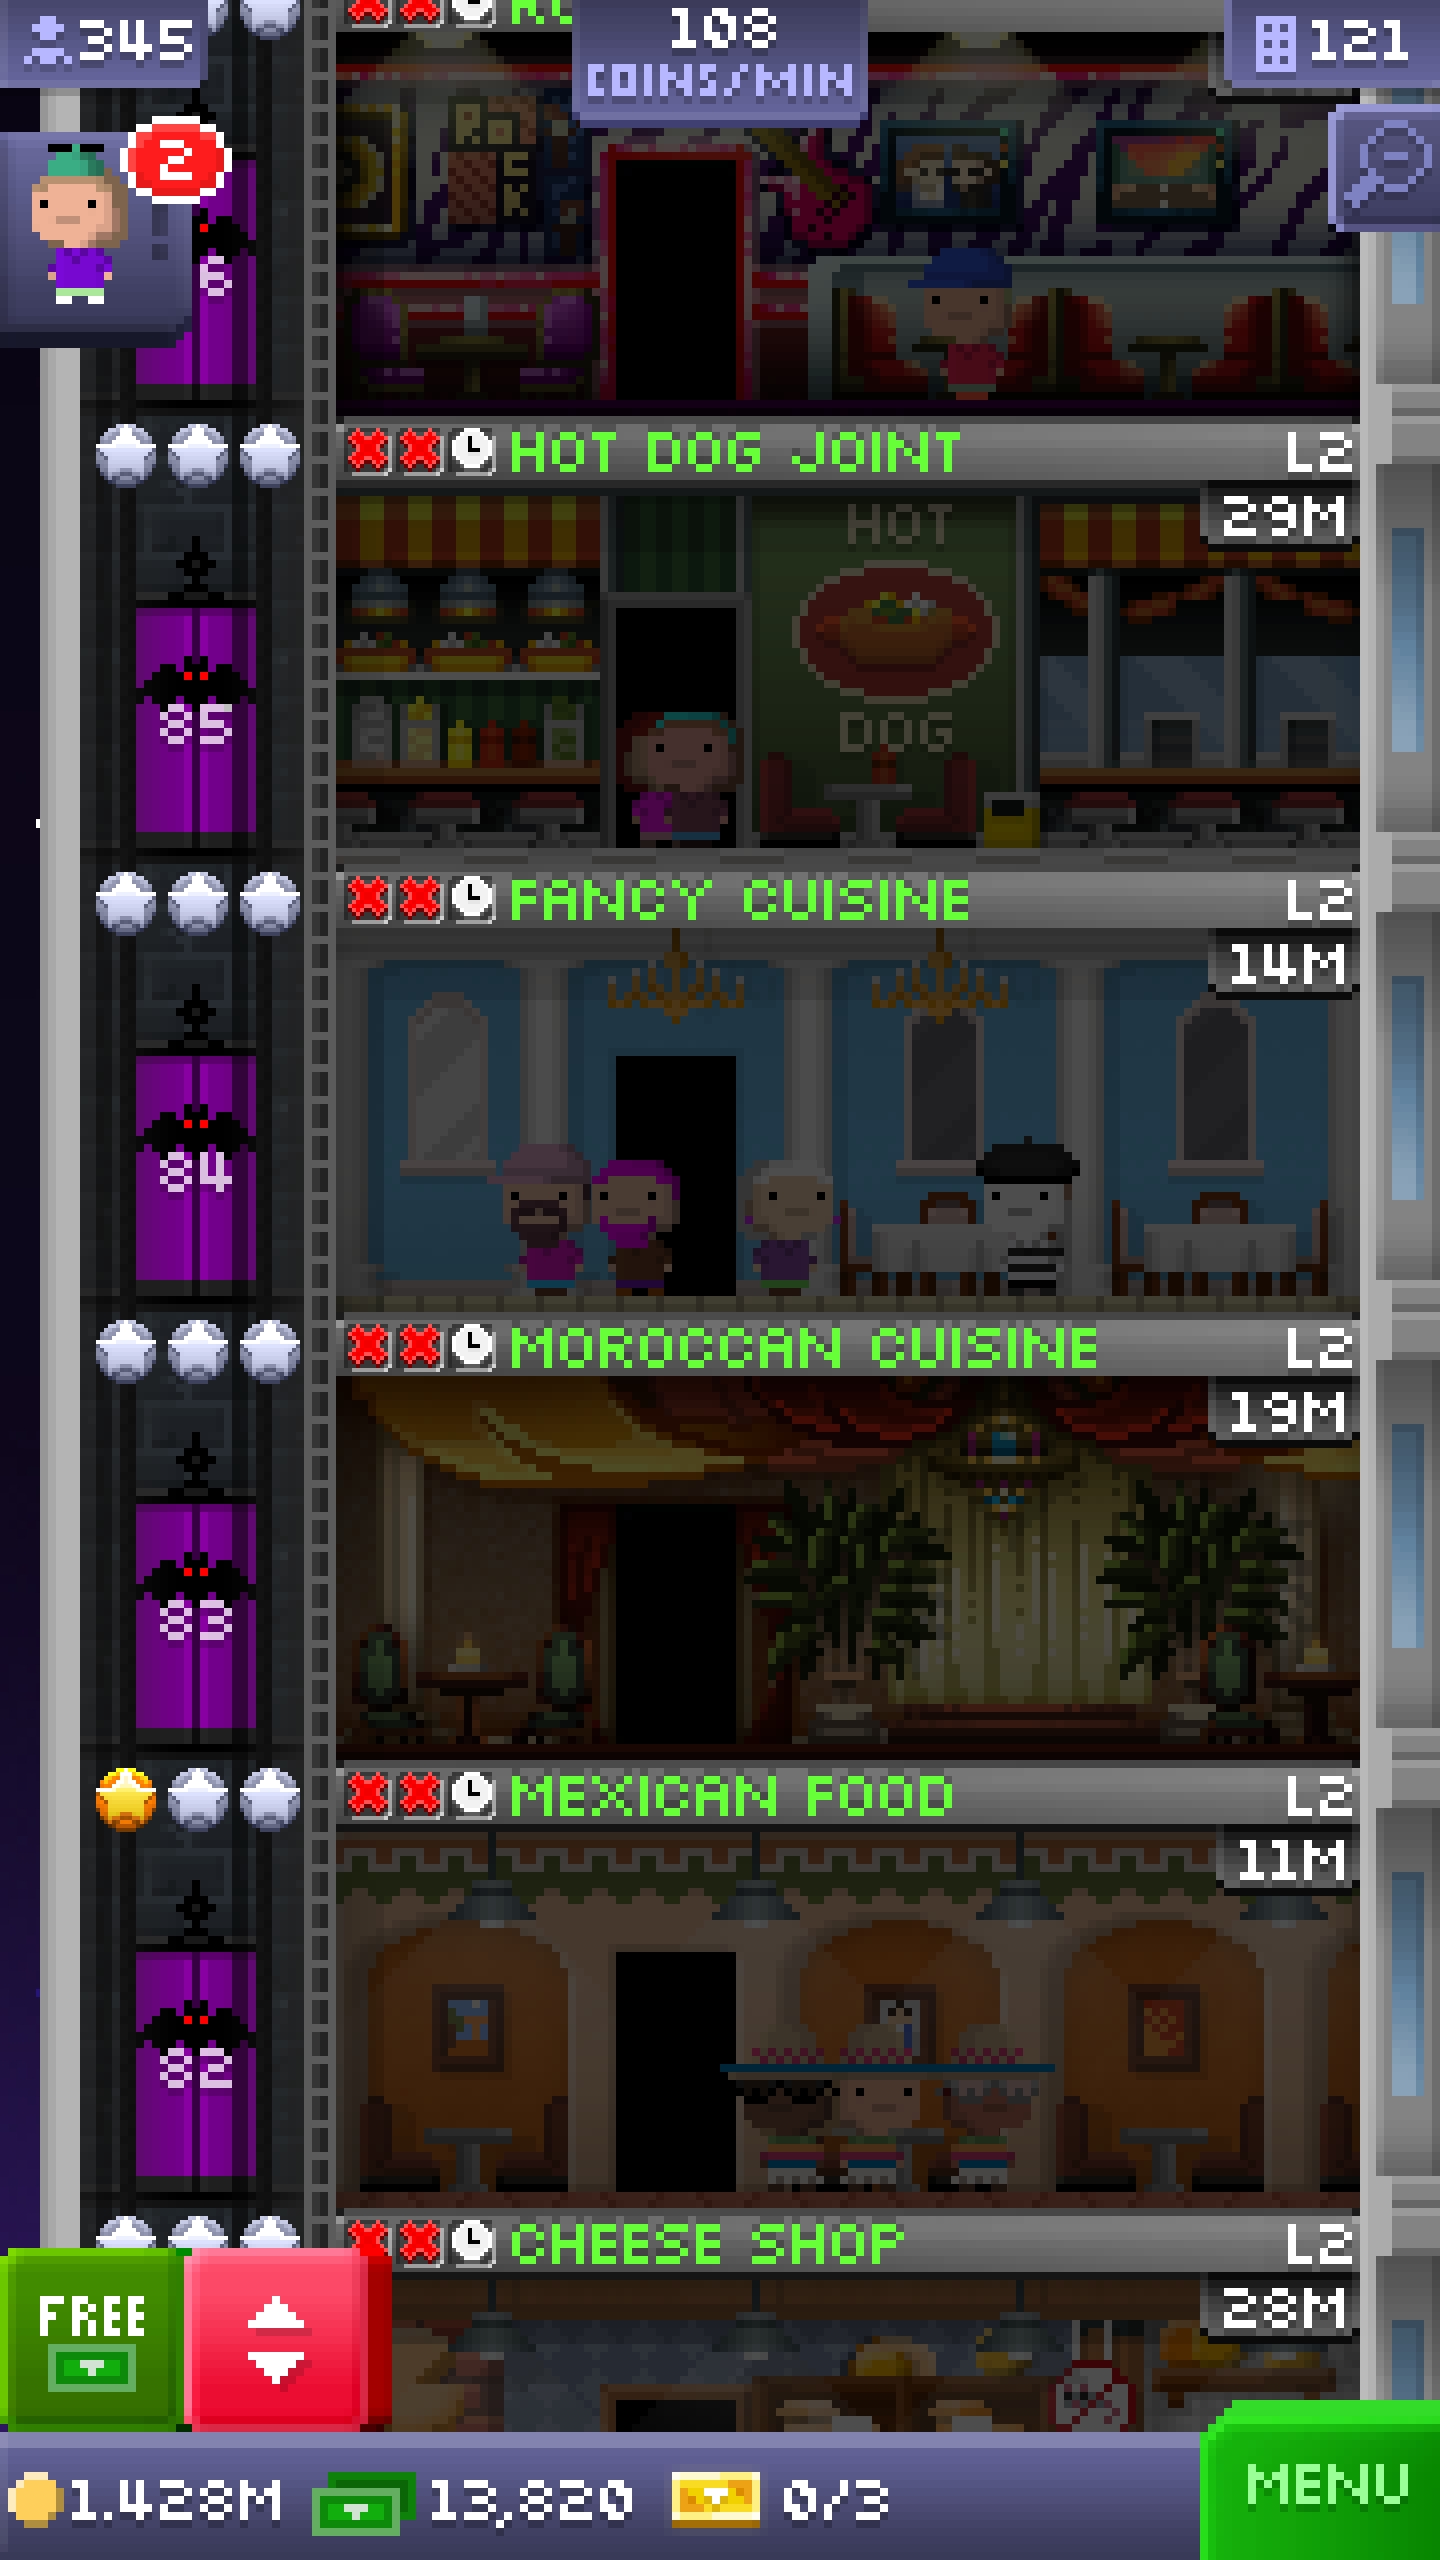 345
108
COINS/MIN
121
2
6
HOT DOG JOINT L2
29M
HOT
DOG
85
FANCY CUISINE L2
14M
84
MOROCCAN CUISINE L2
19M
83
MEXICAN FOOD L2
11M
82
CHEESE SHOP L2
28M
FREE
1.428M 13,820 0/3
MENU